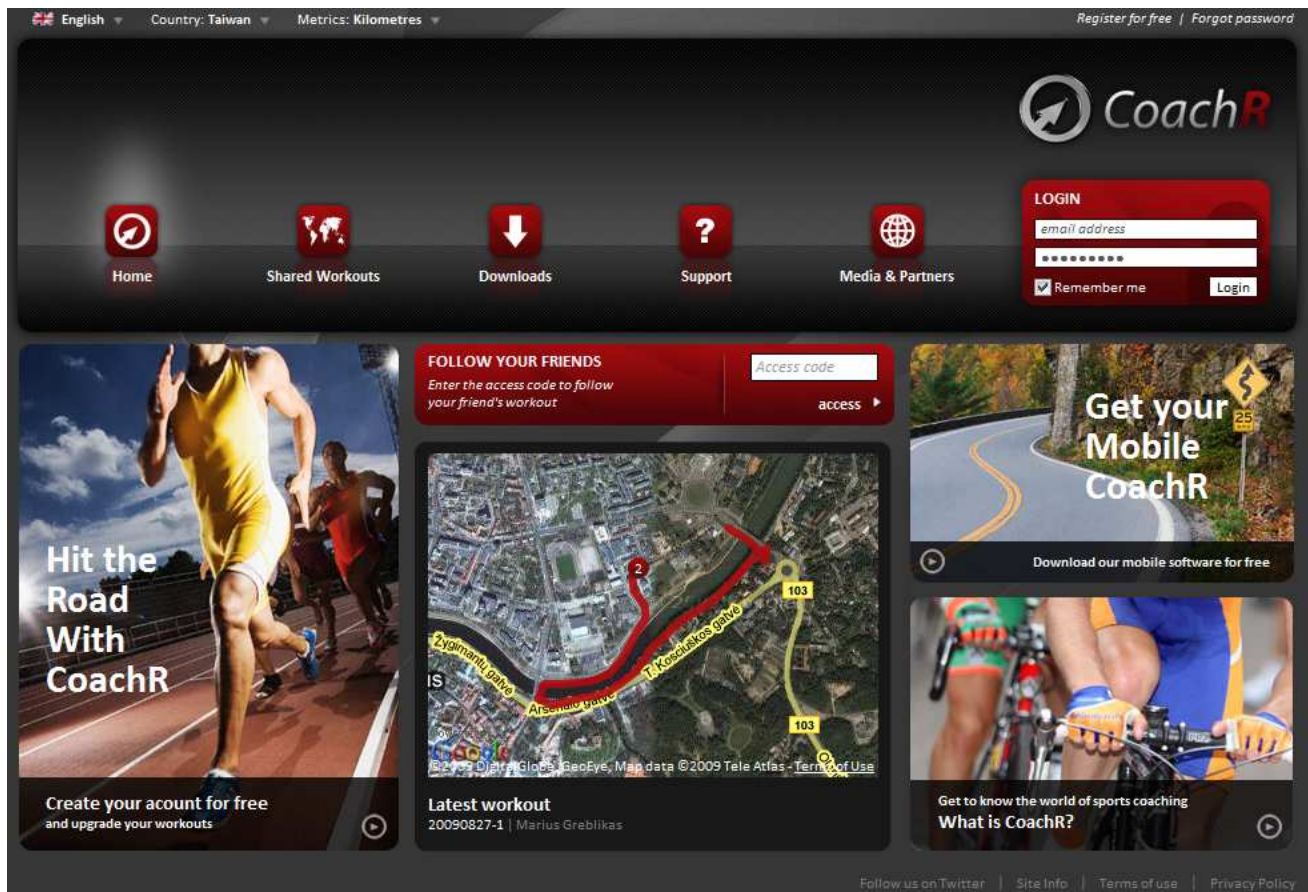 English
Country: Taiwan
Metrics: Kilometres
Register for free | Forgot password
CoachR
Home
Shared Workouts
Downloads
Support
Media & Partners
LOGIN
email address
Remember me
Login
Hit the
Road
With
CoachR
Create your acount for free
and upgrade your workouts
FOLLOW YOUR FRIENDS
Enter the access code to follow
your friend's workout
Access code
access
2
103
Žygimantų gatvė
T. Kosciuškos gatvė
Arsenalo gatvė
IS
103
Google
©2009 DigitalGlobe, GeoEye, Map data ©2009 Tele Atlas - Terms of Use
Latest workout
20090827-1 | Marius Greblikas
Get your
Mobile
CoachR
25
Download our mobile software for free
Get to know the world of sports coaching
What is CoachR?
Follow us on Twitter | Site Info | Terms of use | Privacy Policy